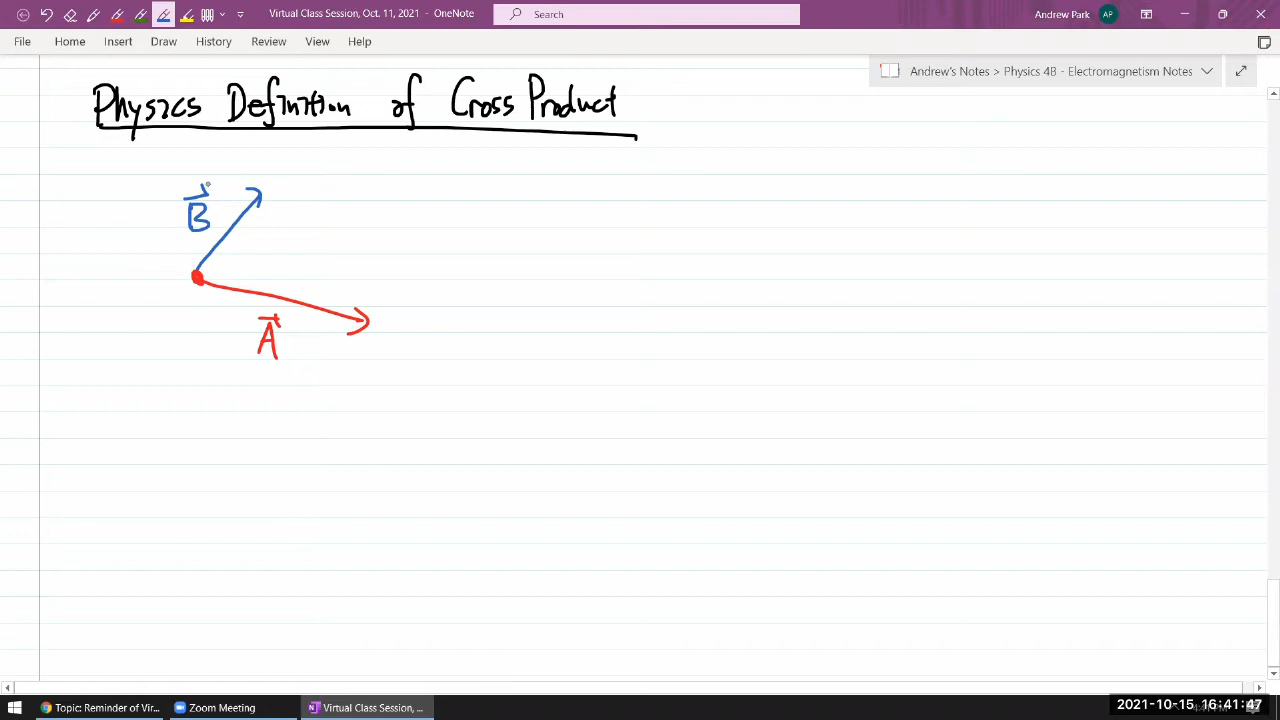 Virtual Class Session, Oct. 11, 2021 - OneNote
Search
Andrew Park
AP
File Home Insert Draw History Review View Help
Andrew's Notes > Physics 4B - Electromagnetism Notes
Physics Definition of Cross Product
B
A
Topic: Reminder of Vir...
Zoom Meeting
Virtual Class Session, ...
2021-10-15 16:41:47